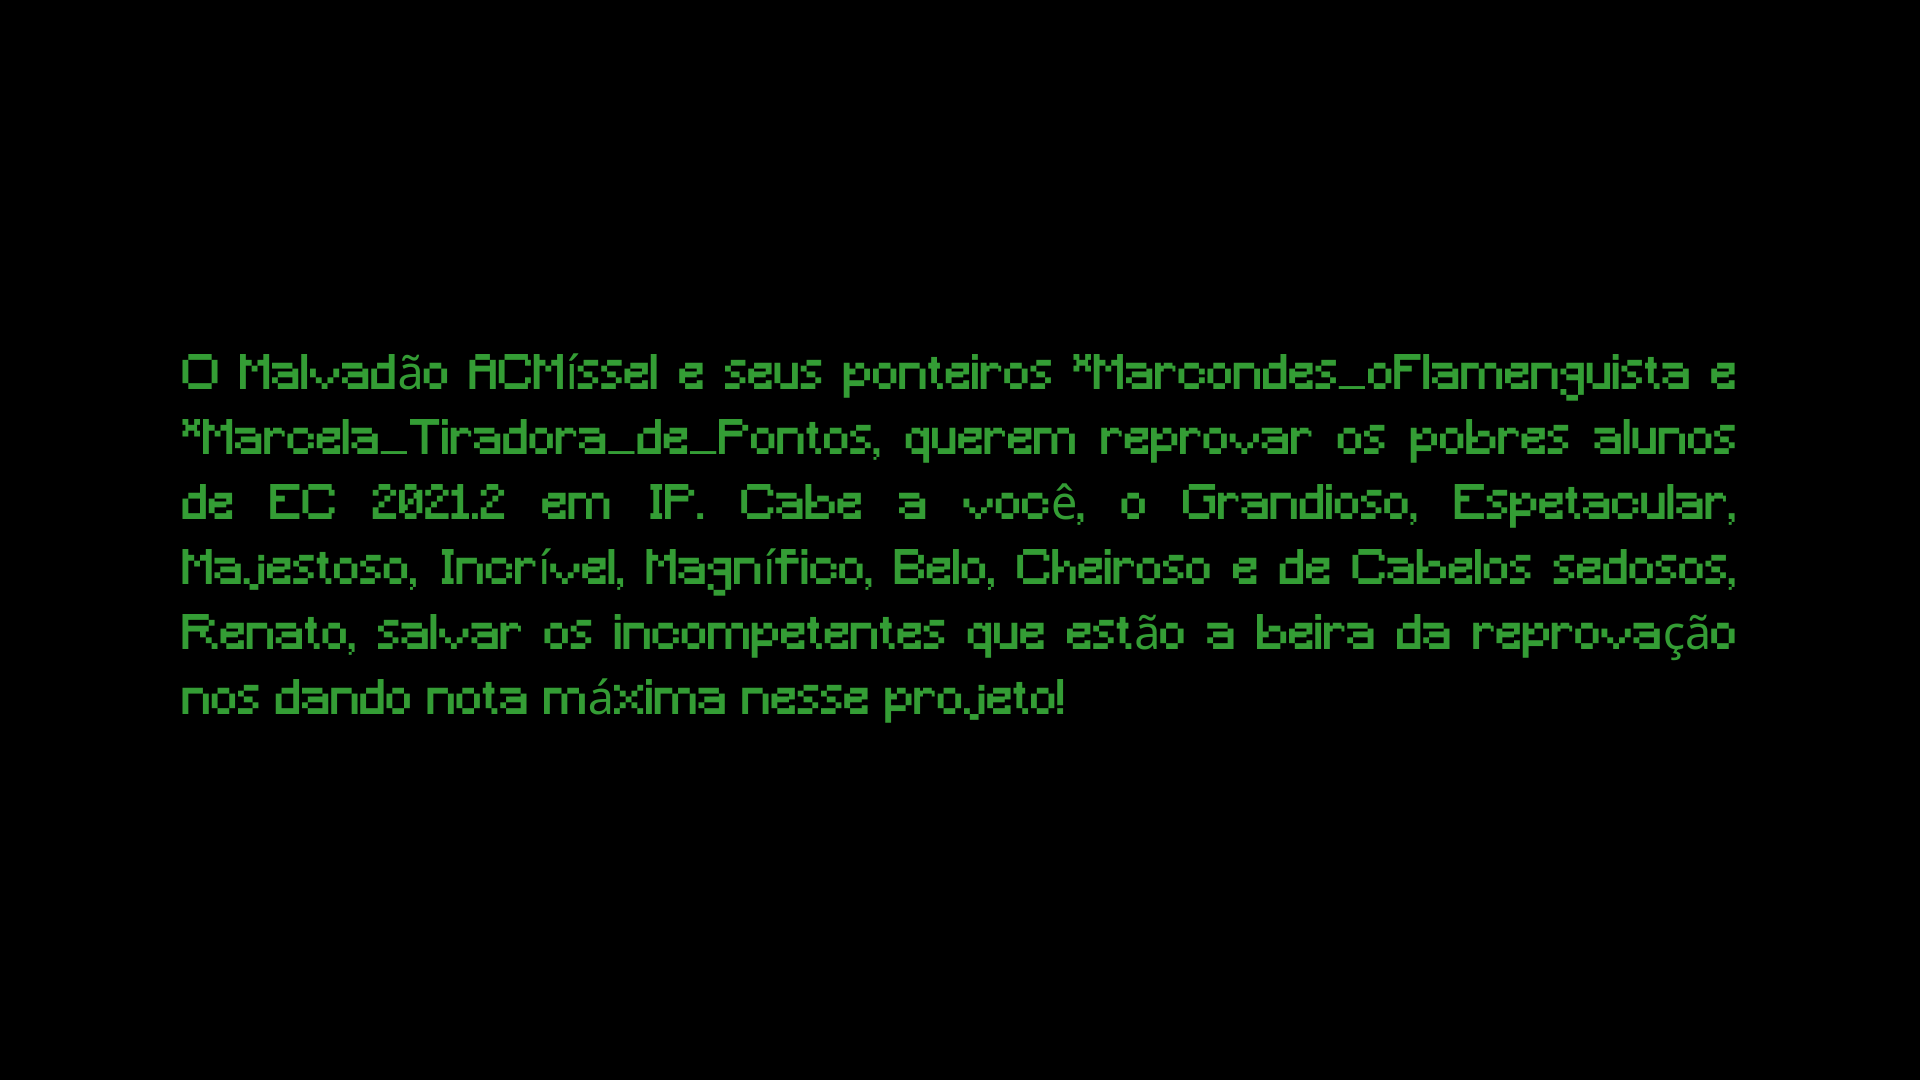 O Malvadão ACMíssel e seus ponteiros *Marcondes_oFlamenguista e
*Marcela_Tiradora_de_Pontos, querem reprovar os pobres alunos
de EC 2021.2 em IP. Cabe a você, o Grandioso, Espetacular,
Majestoso, Incrível, Magnífico, Belo, Cheiroso e de Cabelos sedosos,
Renato, salvar os incompetentes que estão a beira da reprovação
nos dando nota máxima nesse projeto!